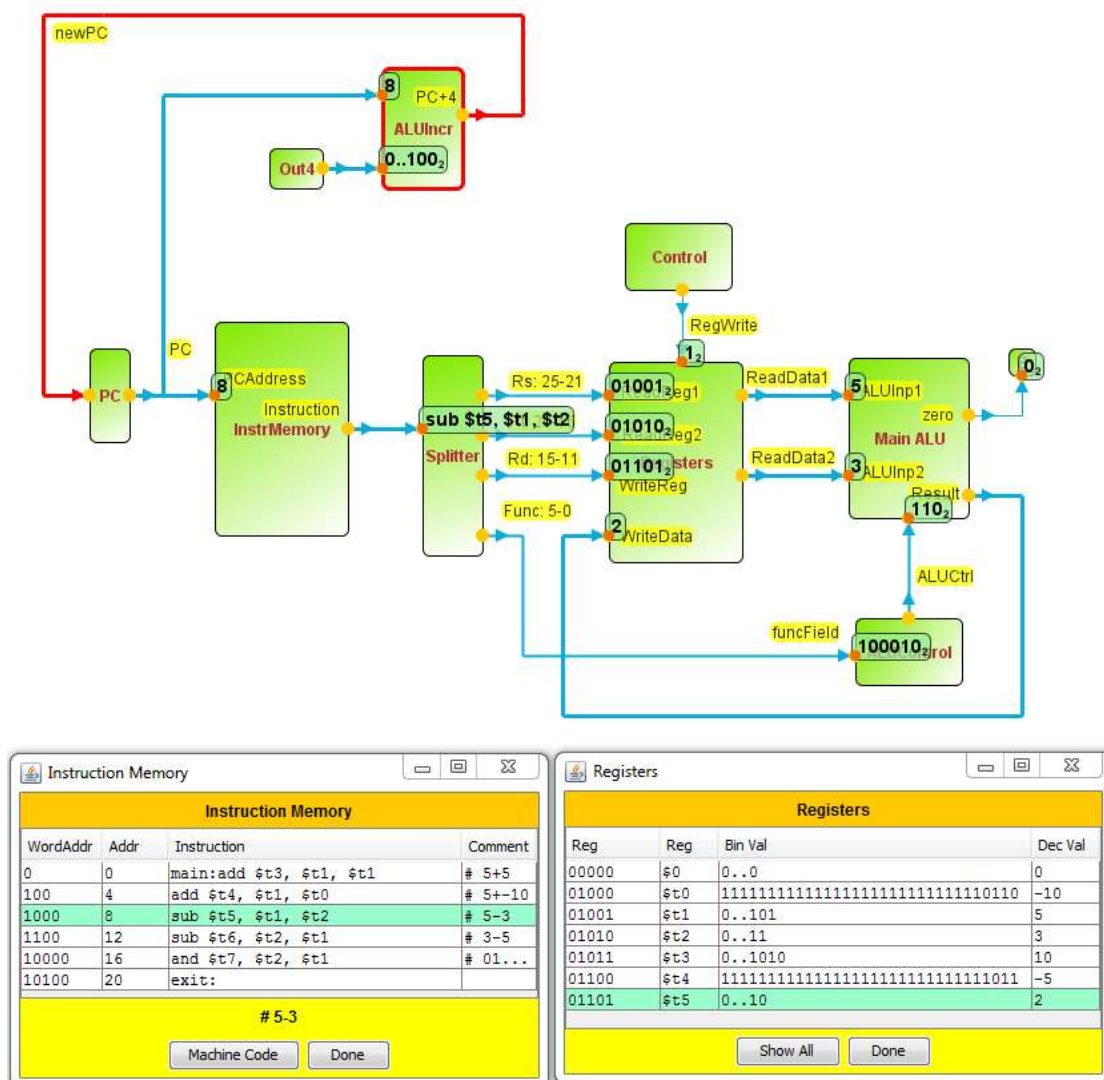 newPC
8
PC+4
ALUIncr
Out4
0..100₂
Control
RegWrite
1₂
PC
PC
8
PCAddress
Instruction
InstrMemory
sub $t5, $t1, $t2
Splitter
Rs: 25-21
Rd: 15-11
Func: 5-0
01001₂
01010₂
01101₂
WriteReg
2
WriteData
ReadData1
ReadData2
5
ALUInp1
3
ALUInp2
Main ALU
zero
Result
0₂
110₂
ALUCtrl
funcField
100010₂
Instruction Memory
Instruction Memory
WordAddr Addr Instruction Comment
0 0 main:add $t3, $t1, $t1 # 5+5
100 4 add $t4, $t1, $t0 # 5+-10
1000 8 sub $t5, $t1, $t2 # 5-3
1100 12 sub $t6, $t2, $t1 # 3-5
10000 16 and $t7, $t2, $t1 # 01...
10100 20 exit:
# 5-3
Machine Code Done
Registers
Registers
Reg Reg Bin Val Dec Val
00000 $0 0..0 0
01000 $t0 11111111111111111111111111110110 -10
01001 $t1 0..101 5
01010 $t2 0..11 3
01011 $t3 0..1010 10
01100 $t4 11111111111111111111111111111011 -5
01101 $t5 0..10 2
Show All Done